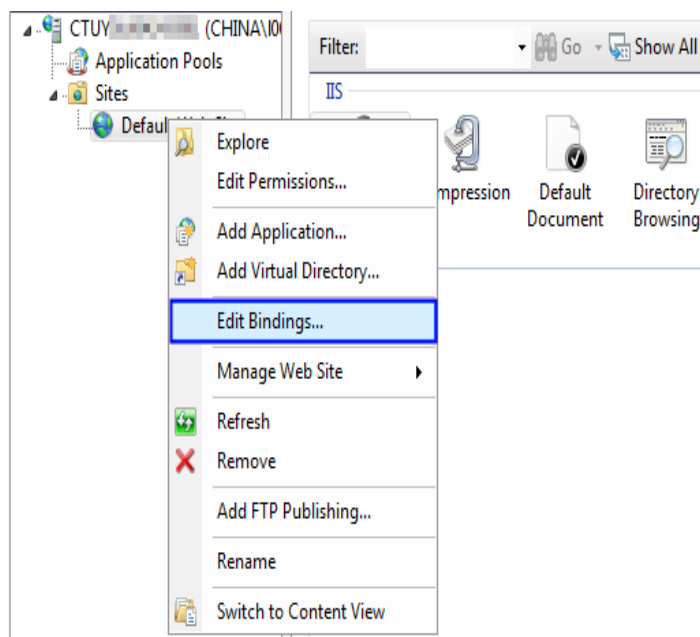 CTUY (CHINA\
Application Pools
Sites
Defaul
Filter:
Go
Show All
IIS
mpression
Default
Document
Directory
Browsing
Explore
Edit Permissions...
Add Application...
Add Virtual Directory...
Edit Bindings...
Manage Web Site
Refresh
Remove
Add FTP Publishing...
Rename
Switch to Content View